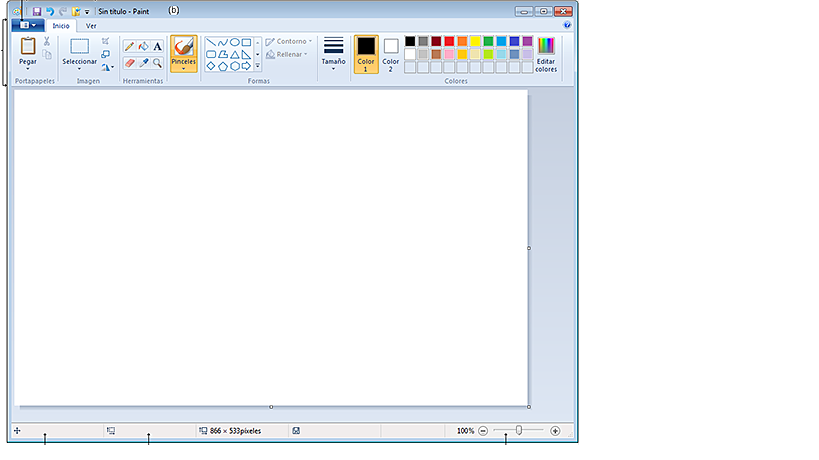 Sin título - Paint (b)
Inicio Ver
Pegar Seleccionar A Pinceles Contorno Rellenar Tamaño Color 1 Color 2 Editar colores
Portapapeles Imagen Herramientas Formas Colores
866 × 533píxeles 100%